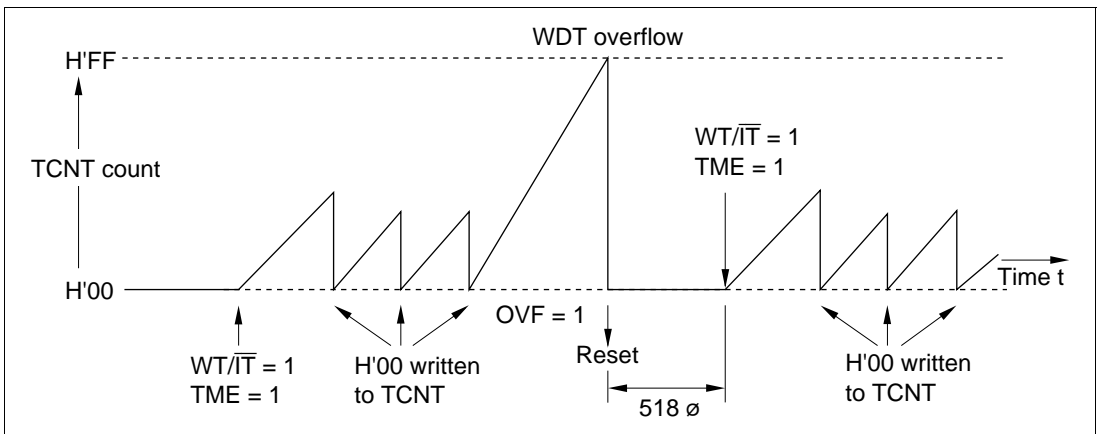 WDT overflow
H'FF
WT/IT = 1
TME = 1
TCNT count
H'00
Time t
OVF = 1
Reset
WT/IT = 1
TME = 1
H'00 written
to TCNT
H'00 written
to TCNT
518 ø